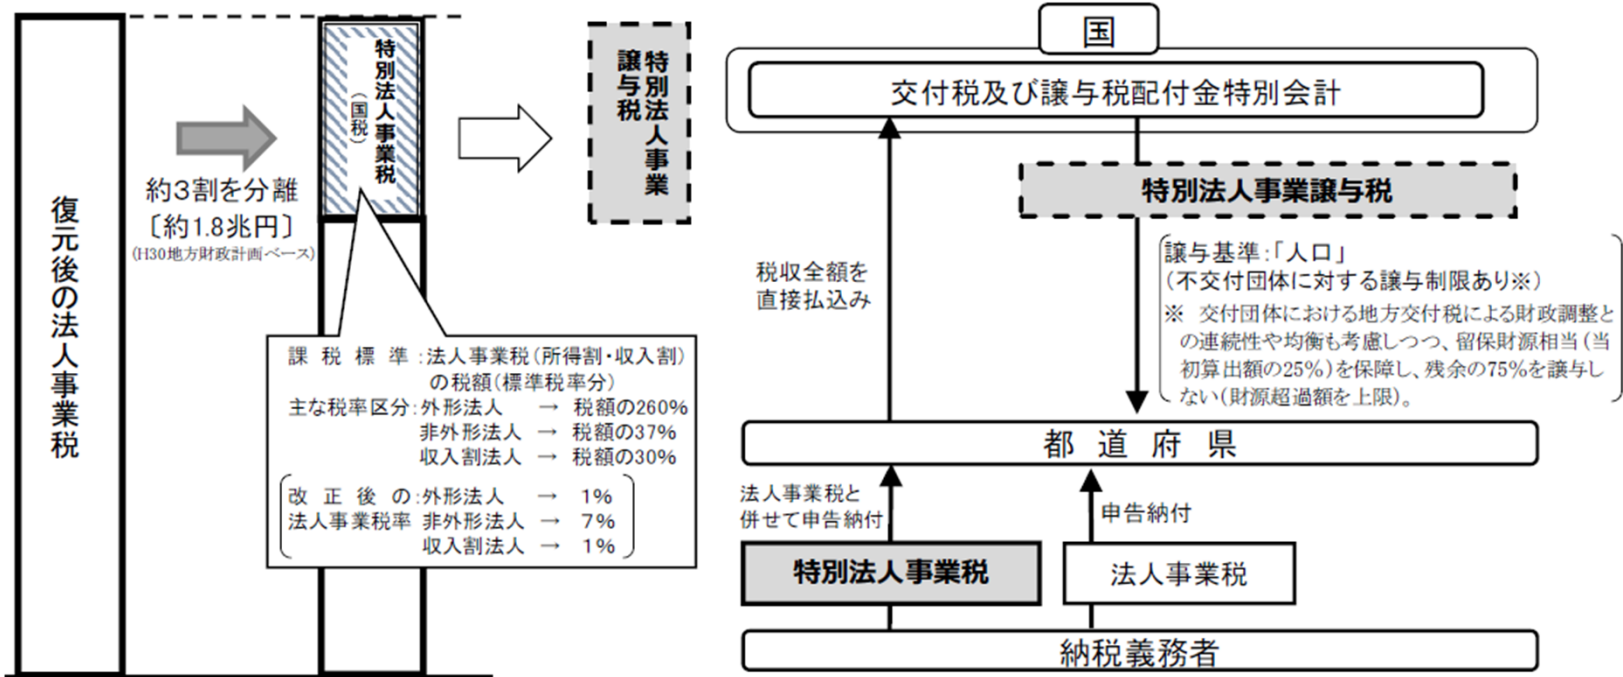 復元後の法人事業税
約3割を分離
〔約1.8兆円〕
(H30地方財政計画ベース)
特別法人事業税
(国税)
特別法人事業
譲与税
課税標準:法人事業税(所得割・収入割)
の税額(標準税率分)
主な税率区分:外形法人 → 税額の260%
非外形法人 → 税額の37%
収入割法人 → 税額の30%
改正後の:外形法人 → 1%
法人事業税率 非外形法人 → 7%
収入割法人 → 1%
国
交付税及び譲与税配付金特別会計
特別法人事業譲与税
税収全額を
直接払込み
譲与基準:「人口」
(不交付団体に対する譲与制限あり※)
※ 交付団体における地方交付税による財政調整と
の連続性や均衡も考慮しつつ、留保財源相当(当
初算出額の25%)を保障し、残余の75%を譲与し
ない(財源超過額を上限)。
都道府県
法人事業税と
併せて申告納付
申告納付
特別法人事業税
法人事業税
納税義務者